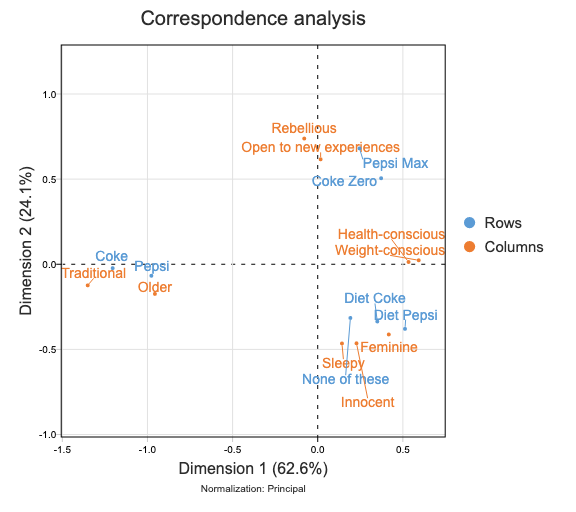 Correspondence analysis
Dimension 2 (24.1%)
1.0
0.5
0.0
-0.5
-1.0
Rebellious
Open to new experiences
Pepsi Max
Coke Zero
Health-conscious
Weight-conscious
Coke
Pepsi
Traditional
Older
Diet Coke
Diet Pepsi
Feminine
Sleepy
None of these
Innocent
Rows
Columns
-1.5 -1.0 -0.5 0.0 0.5
Dimension 1 (62.6%)
Normalization: Principal